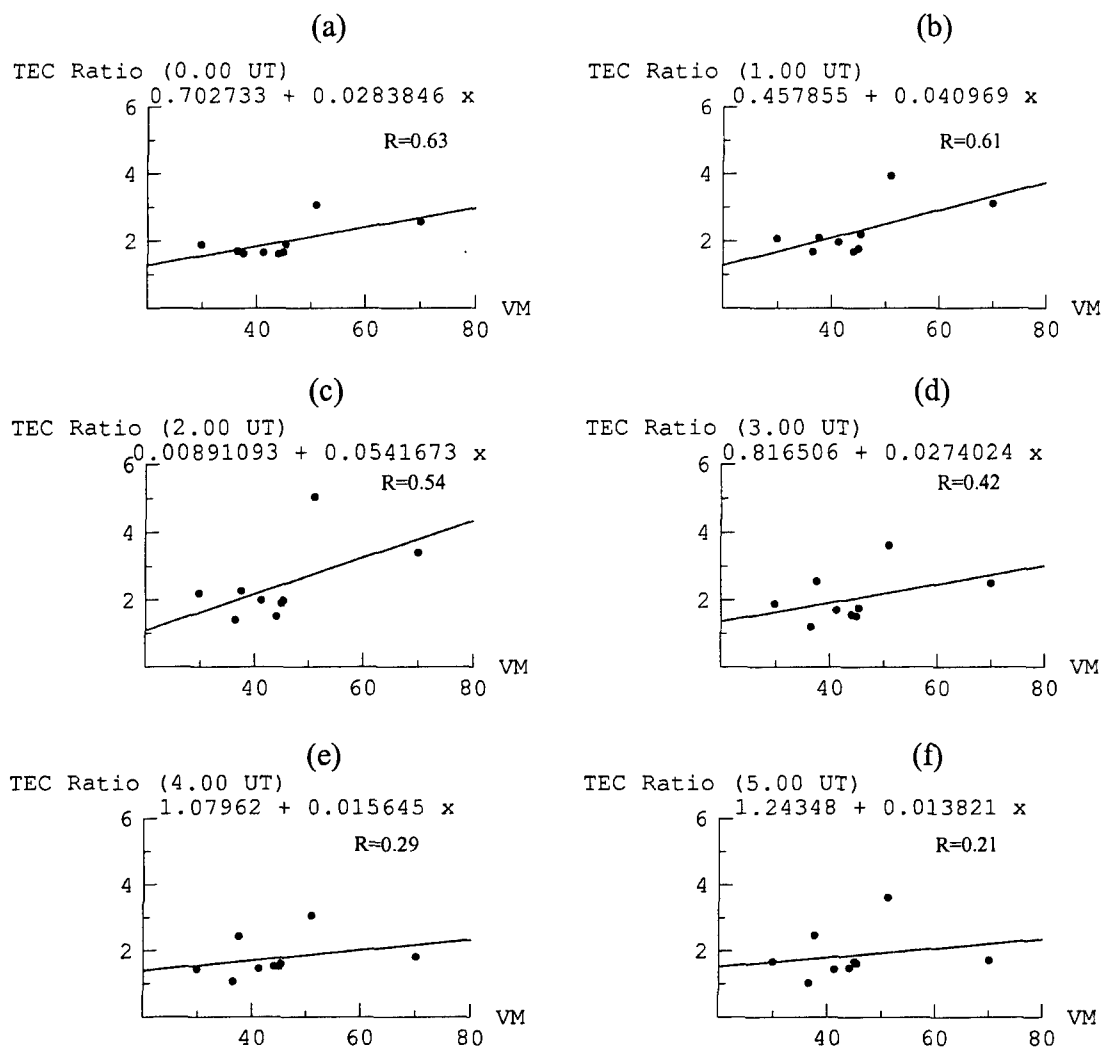 (a)
TEC Ratio (0.00 UT)
0.702733 + 0.0283846 x
6
R=0.63
4
2
VM
40 60 80
(b)
TEC Ratio (1.00 UT)
0.457855 + 0.040969 x
6
R=0.61
4
2
VM
40 60 80
(c)
TEC Ratio (2.00 UT)
0.00891093 + 0.0541673 x
6
R=0.54
4
2
VM
40 60 80
(d)
TEC Ratio (3.00 UT)
0.816506 + 0.0274024 x
6
R=0.42
4
2
VM
40 60 80
(e)
TEC Ratio (4.00 UT)
1.07962 + 0.015645 x
6
R=0.29
4
2
VM
40 60 80
(f)
TEC Ratio (5.00 UT)
1.24348 + 0.013821 x
6
R=0.21
4
2
VM
40 60 80